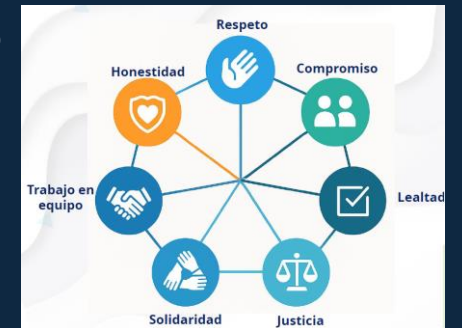 Respeto
Honestidad
Compromiso
Trabajo en
equipo
Lealtad
Solidaridad
Justicia